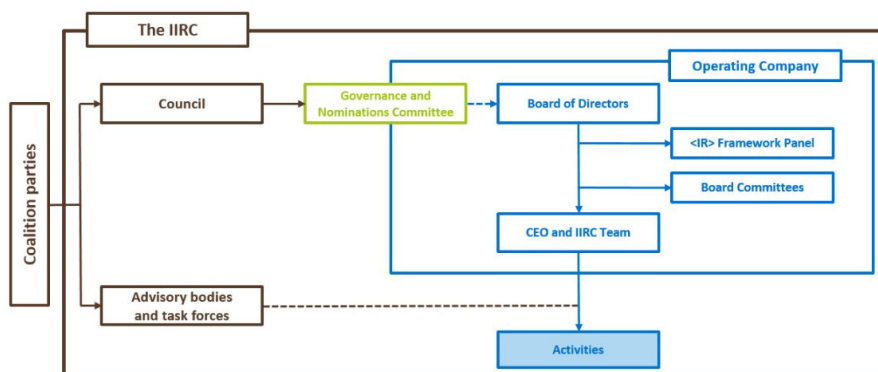 The IIRC
Operating Company
Coalition parties
Council
Governance and
Nominations Committee
Board of Directors
<IR> Framework Panel
Board Committees
CEO and IIRC Team
Advisory bodies
and task forces
Activities